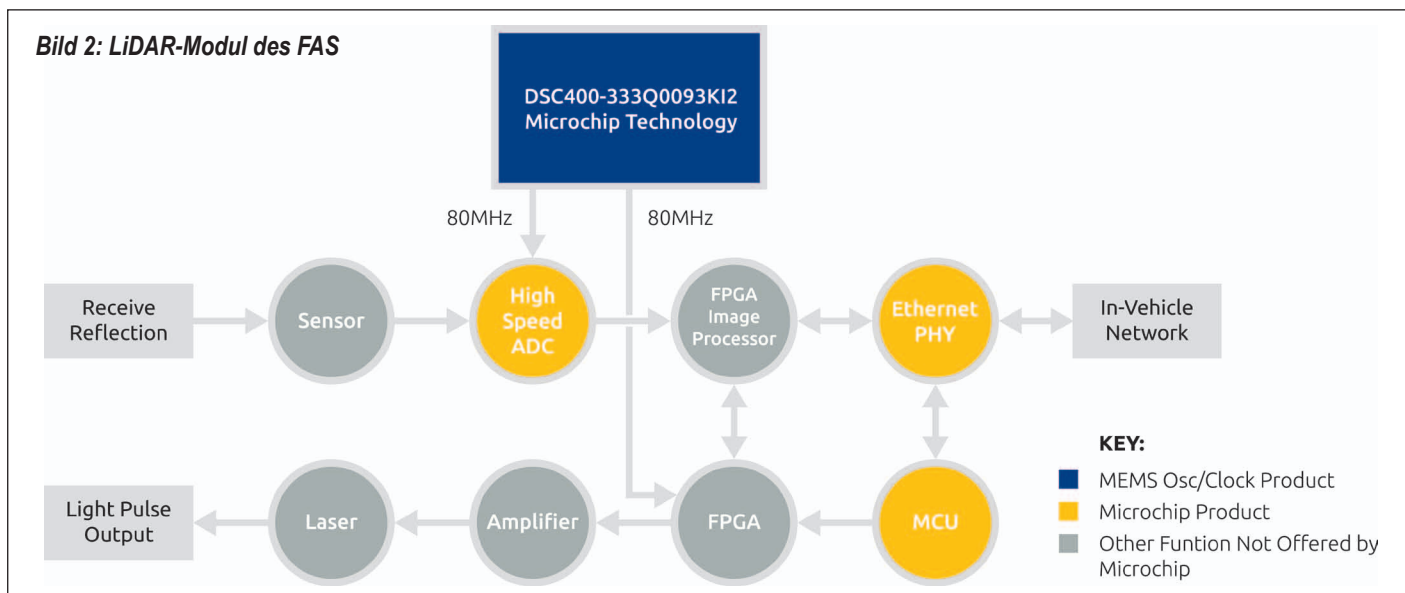 Bild 2: LiDAR-Modul des FAS
DSC400-333Q0093KI2
Microchip Technology
80MHz
80MHz
Receive
Reflection
Sensor
High
Speed
ADC
FPGA
Image
Processor
Ethernet
PHY
In-Vehicle
Network
Light Pulse
Output
Laser
Amplifier
FPGA
MCU
KEY:
MEMS Osc/Clock Product
Microchip Product
Other Funtion Not Offered by
Microchip